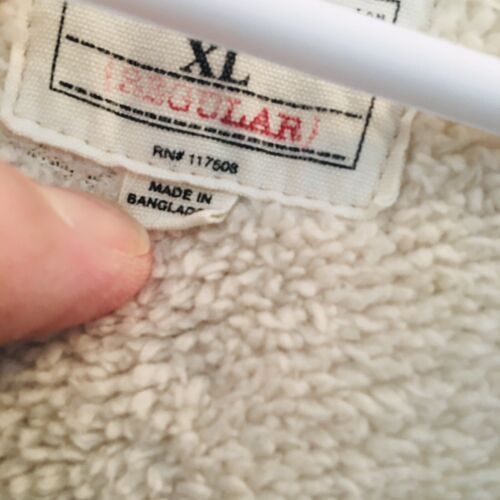 XL
(REGULAR)
RN# 117508
MADE IN